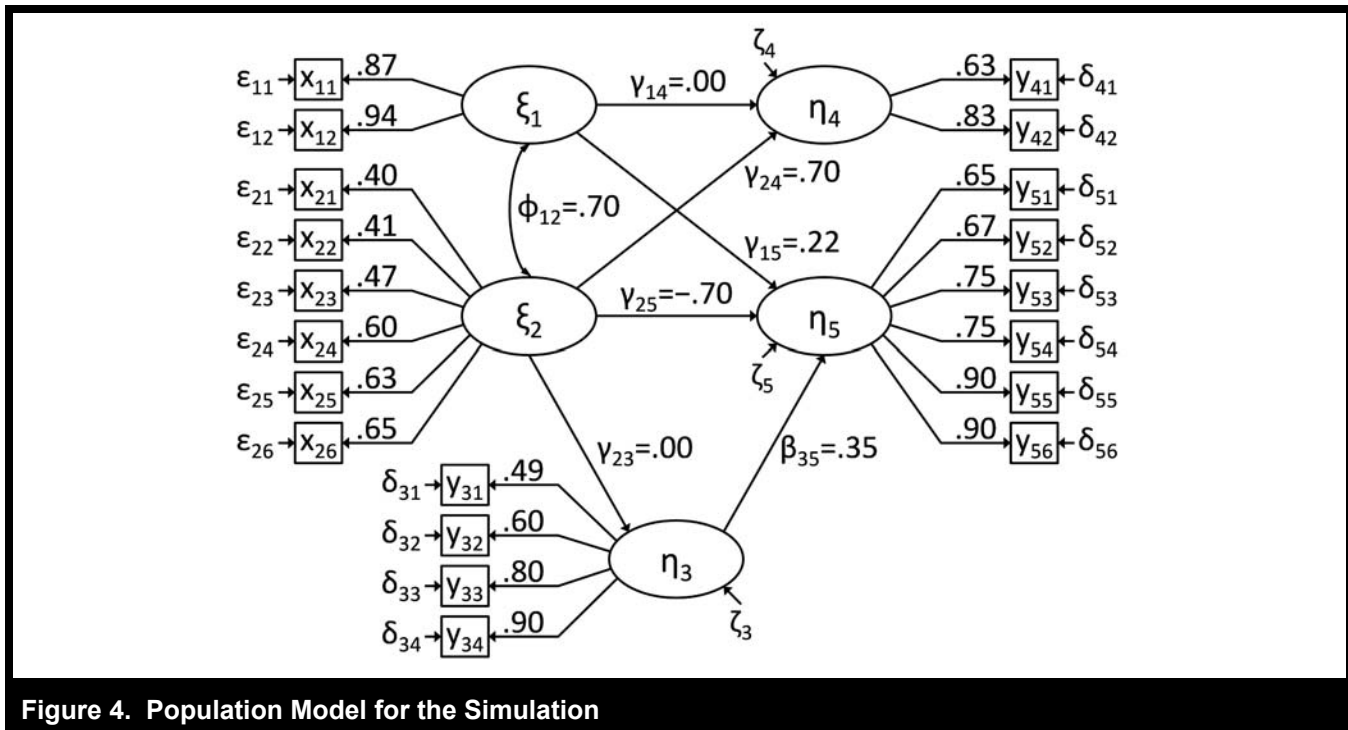 ε11 x11 .87
ε12 x12 .94
ξ1
γ14=.00
ζ4
η4
.63 y41 δ41
.83 y42 δ42
ε21 x21 .40
ε22 x22 .41
ε23 x23 .47
ε24 x24 .60
ε25 x25 .63
ε26 x26 .65
ϕ12=.70
γ24=.70
γ15=.22
ξ2
γ25=−.70
η5
ζ5
.65 y51 δ51
.67 y52 δ52
.75 y53 δ53
.75 y54 δ54
.90 y55 δ55
.90 y56 δ56
γ23=.00
β35=.35
δ31 y31 .49
δ32 y32 .60
δ33 y33 .80
δ34 y34 .90
η3
ζ3
Figure 4. Population Model for the Simulation